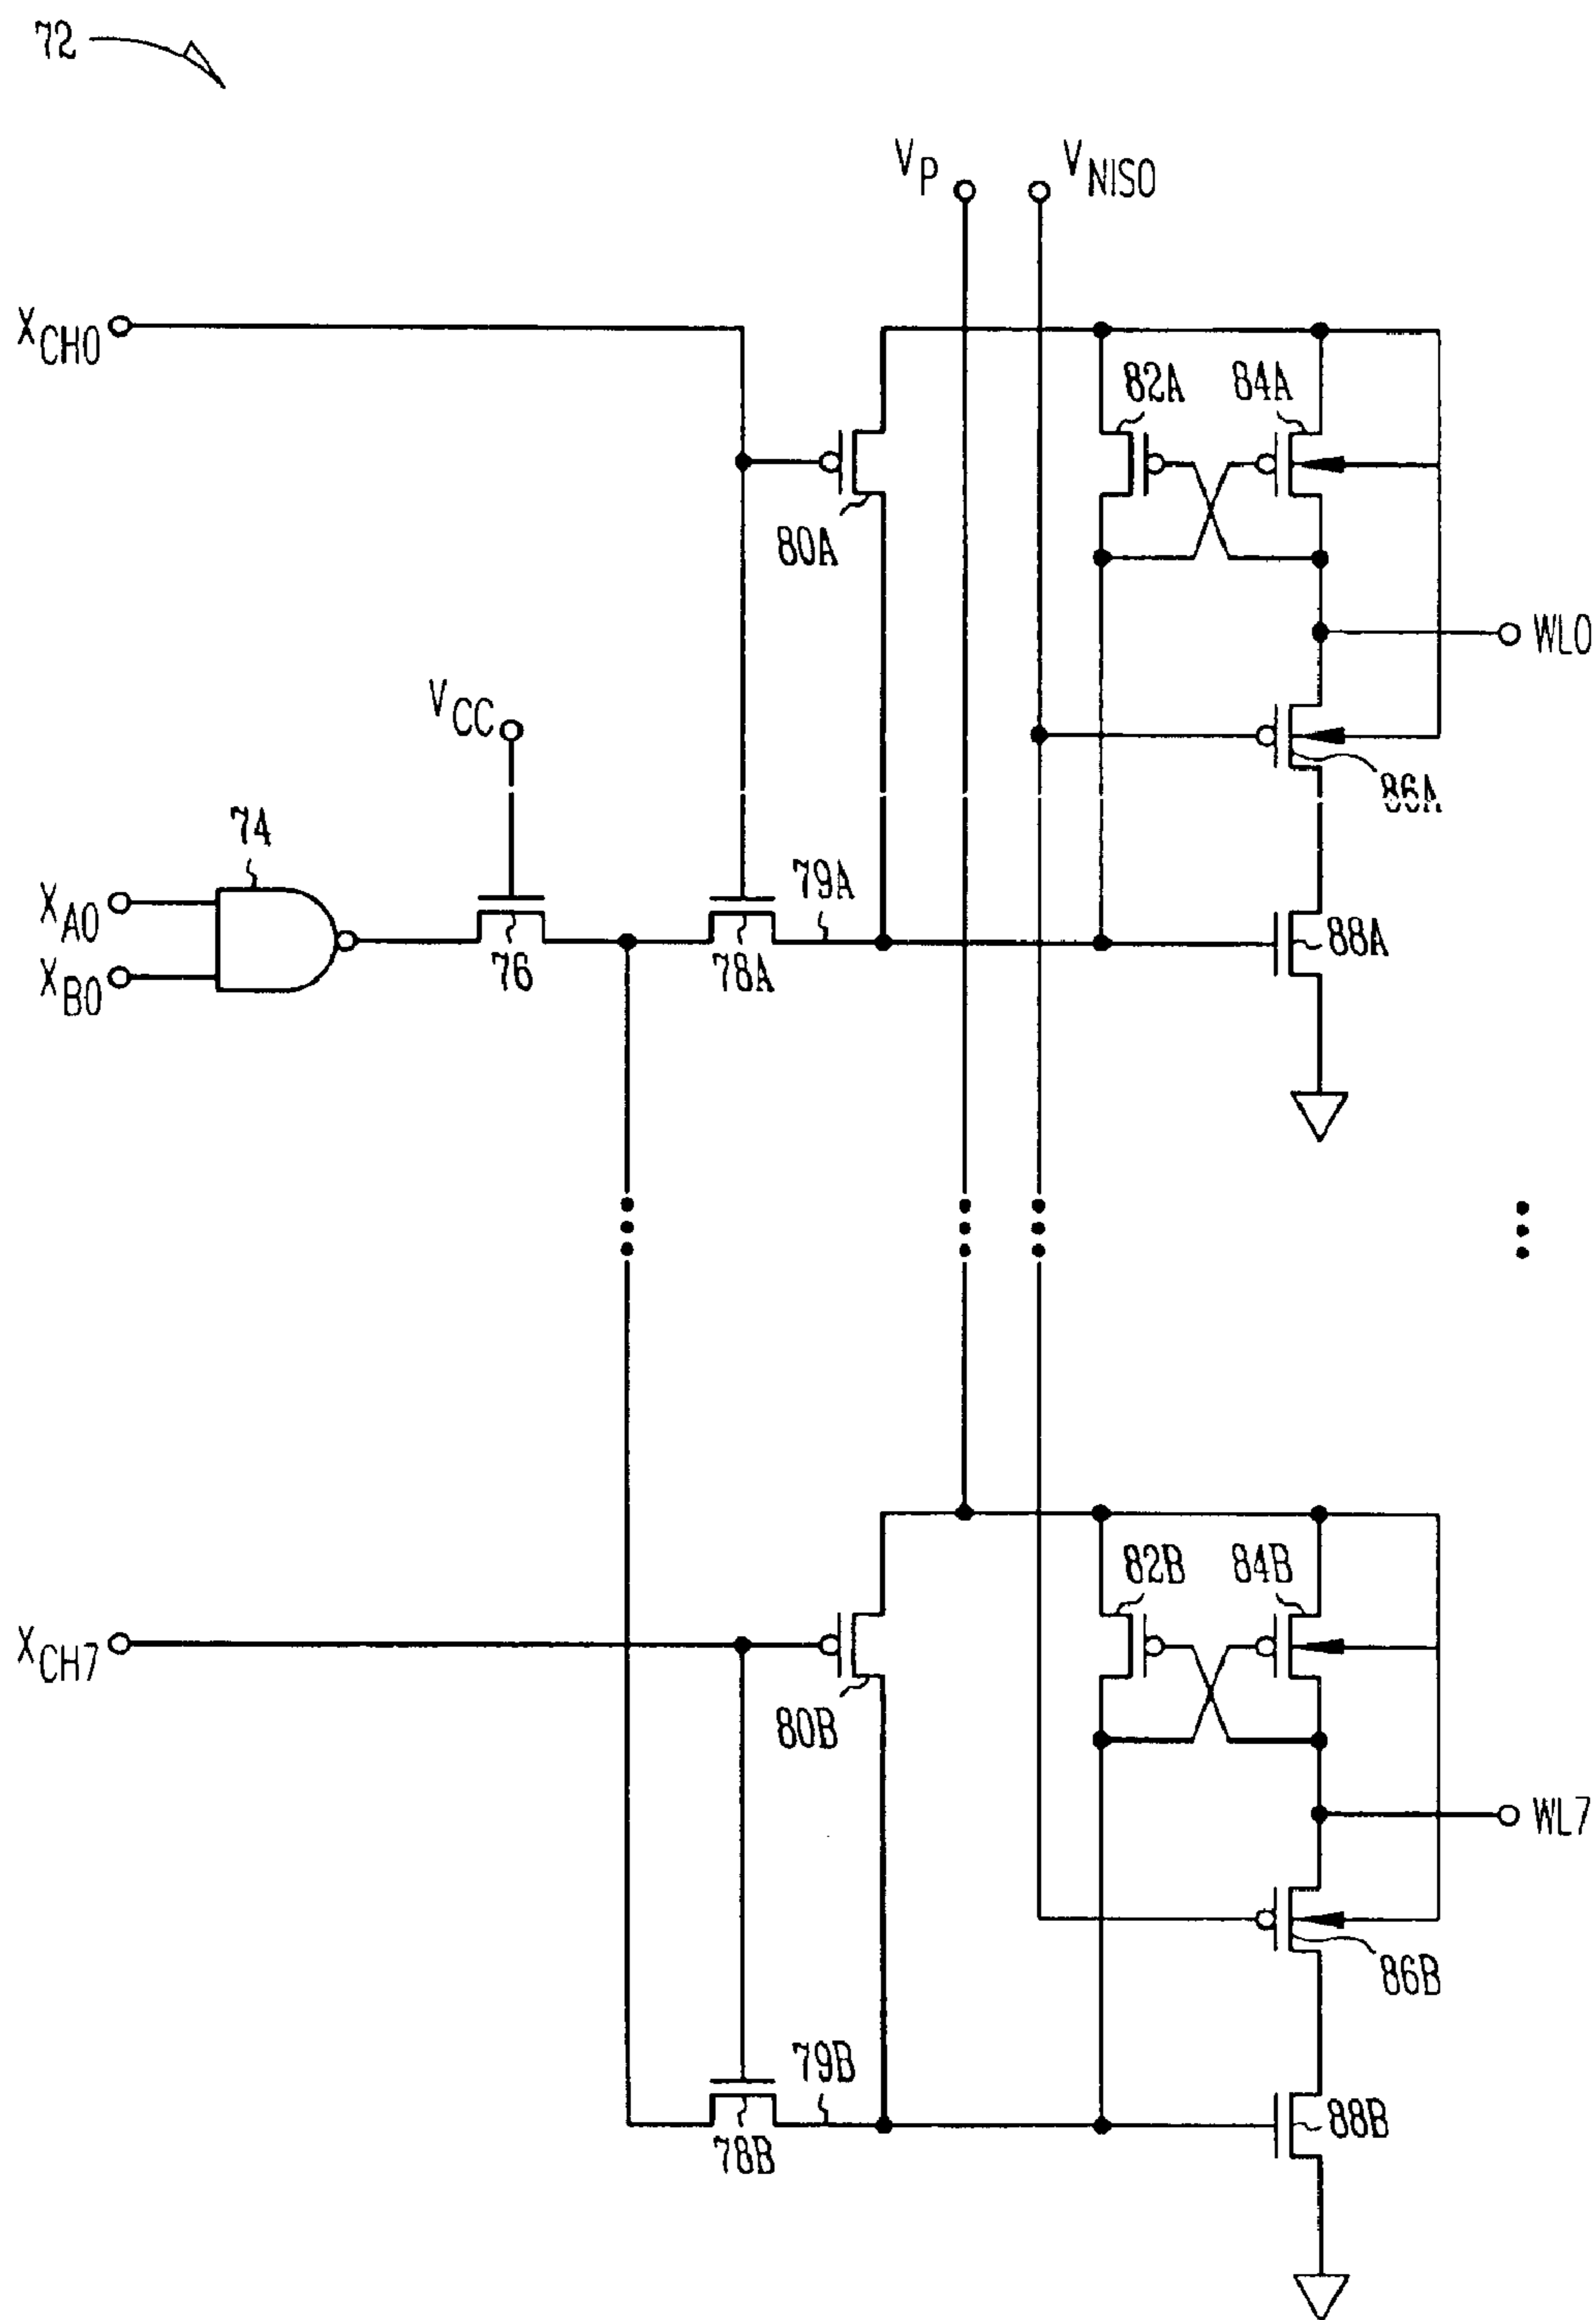 72
VP
VNISO
XCH0
82A
84A
80A
WL0
VCC
86A
74
79A
XA0
XB0
76
78A
88A
82B
84B
XCH7
80B
WL7
86B
79B
78B
88B